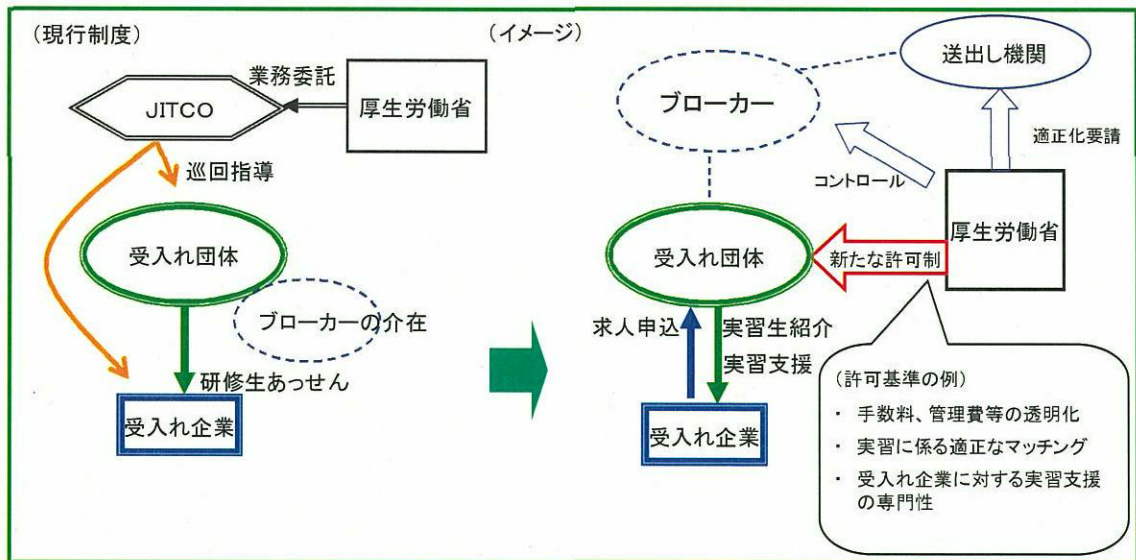 (現行制度)
業務委託
JITCO
厚生労働省
巡回指導
受入れ団体
ブローカーの介在
研修生あっせん
受入れ企業
(イメージ)
送出し機関
ブローカー
適正化要請
コントロール
厚生労働省
受入れ団体
新たな許可制
求人申込
実習生紹介
実習支援
受入れ企業
(許可基準の例)
・ 手数料、管理費等の透明化
・ 実習に係る適正なマッチング
・ 受入れ企業に対する実習支援
の専門性